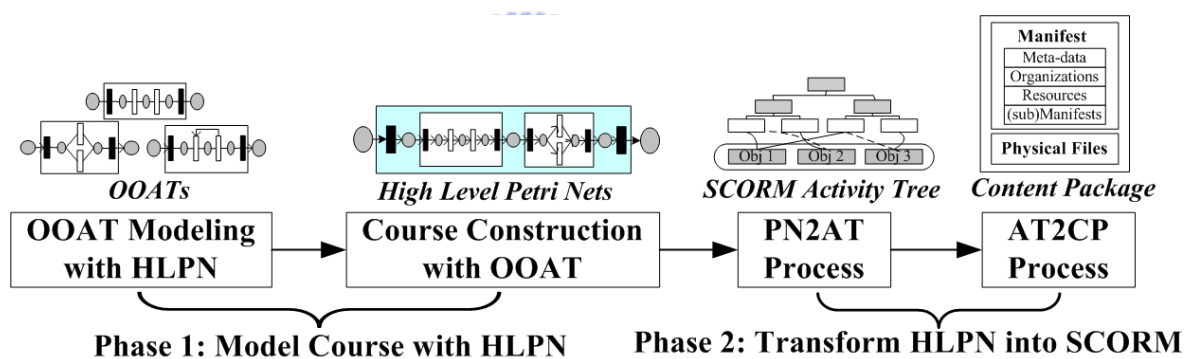 Manifest
Meta-data
Organizations
Resources
(sub)Manifests
Physical Files
Obj 1
Obj 2
Obj 3
OOATs
High Level Petri Nets
SCORM Activity Tree
Content Package
OOAT Modeling
with HLPN
Course Construction
with OOAT
PN2AT
Process
AT2CP
Process
Phase 1: Model Course with HLPN
Phase 2: Transform HLPN into SCORM